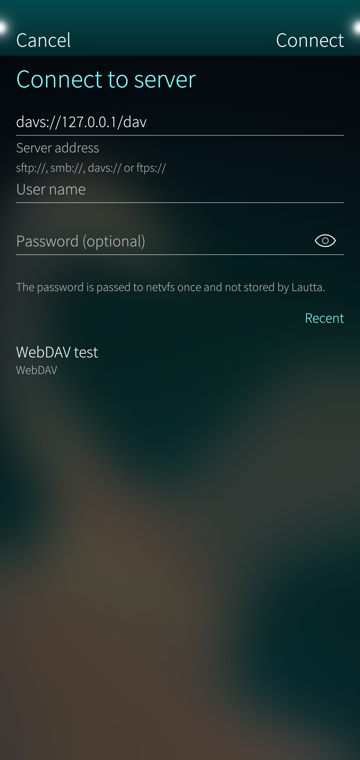 Cancel
Connect
Connect to server
davs://127.0.0.1/dav
Server address
sftp://, smb://, davs:// or ftps://
User name
Password (optional)
The password is passed to netvfs once and not stored by Lautta.
Recent
WebDAV test
WebDAV